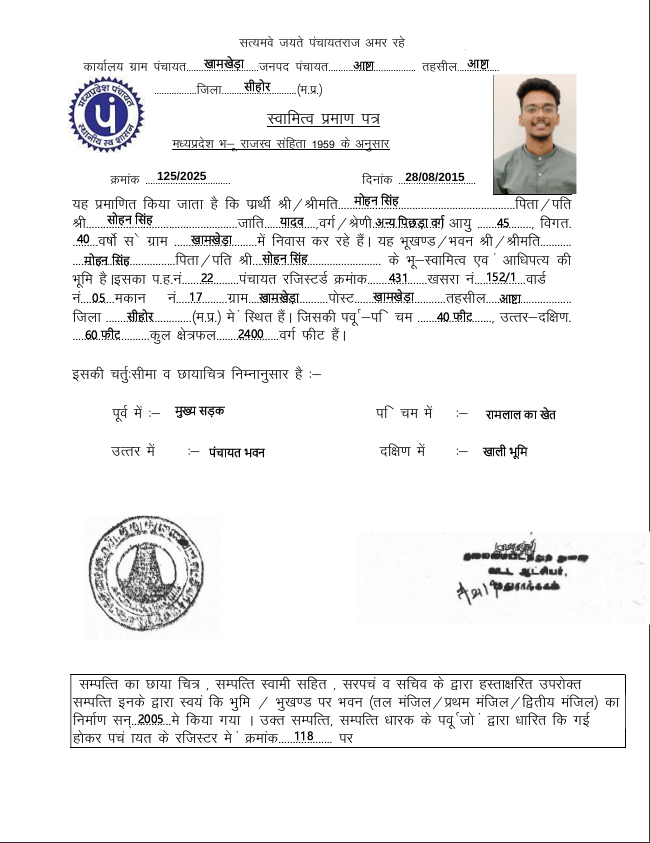 सत्यमवे जयते पंचायतराज अमर रहे
कार्यालय ग्राम पंचायत.....खामखेड़ा.....जनपद पंचायत.....आष्टा..... तहसील...आष्टा....
.................जिला.....सीहोर.....(म.प्र.)
मध्यप्रदेश पंचायत
पं
स्थानीय स्व शासन
स्वामित्व प्रमाण पत्र
मध्यप्रदेश भ–ू राजस्व संहिता 1959 के अनुसार
क्रमांक ...125/2025..................
दिनांक ...28/08/2015...
यह प्रमाणित किया जाता है कि प्रार्थी श्री/श्रीमति....मोहन सिंह..............................पिता/पति
श्री.....सोहन सिंह.....................जाति ....यादव...,वर्ग/श्रेणी.अन्य पिछड़ा वर्ग आयु .....45......, विगत.
.40...वर्षो स े ग्राम ....खामखेड़ा.......में निवास कर रहे हैं। यह भूखण्ड/भवन श्री/श्रीमति...........
...मोहन सिंह............पिता/पति श्री..सोहन सिंह.................. के भू–स्वामित्व एव ं आधिपत्य की
भूमि है।इसका प.ह.नं.....22......पंचायत रजिस्टर्ड क्रमांक.....431.....खसरा नं...152/1..वार्ड
नं..05..मकान नं...17.......ग्राम..खामखेड़ा........पोस्ट....खामखेड़ा........तहसील...आष्टा..................
जिला .....सीहोर............(म.प्र.) मे ं स्थित हैं। जिसकी पर्वू –पि चम .....40 फीट....., उत्तर–दक्षिण.
...60 फीट.........कुल क्षेत्रफल.....2400....वर्ग फीट हैं।
इसकी चर्तुःसीमा व छायाचित्र निम्नानुसार है :–
पूर्व में :– मुख्य सड़क
पि चम में :– रामलाल का खेत
उत्तर में :– पंचायत भवन
दक्षिण में :– खाली भूमि
सम्पत्ति का छाया चित्र , सम्पत्ति स्वामी सहित , सरपचं व सचिव के द्वारा हस्ताक्षरित उपरोक्त
सम्पत्ति इनके द्वारा स्वयं कि भुमि / भुखण्ड पर भवन (तल मंजिल/प्रथम मंजिल/द्वितीय मंजिल) का
निर्माण सन्..2005..मे किया गया । उक्त सम्पत्ति, सम्पत्ति धारक के पर्वू जो ं द्वारा धारित कि गई
होकर पचं ायत के रजिस्टर मे ं क्रमांक.....118...... पर